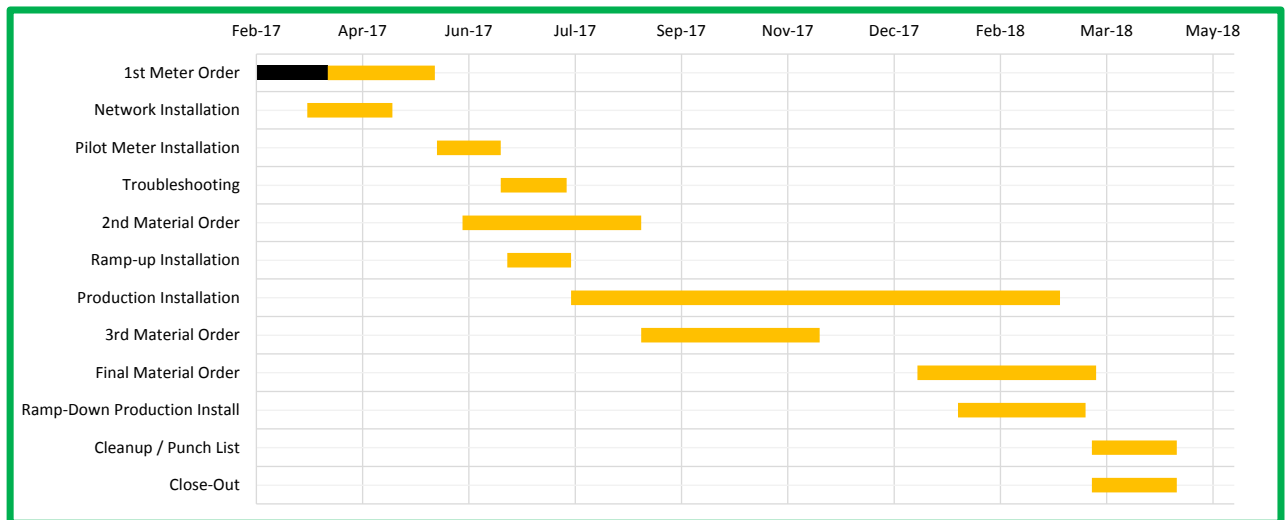 Feb-17 Apr-17 Jun-17 Jul-17 Sep-17 Nov-17 Dec-17 Feb-18 Mar-18 May-18
1st Meter Order
Network Installation
Pilot Meter Installation
Troubleshooting
2nd Material Order
Ramp-up Installation
Production Installation
3rd Material Order
Final Material Order
Ramp-Down Production Install
Cleanup / Punch List
Close-Out